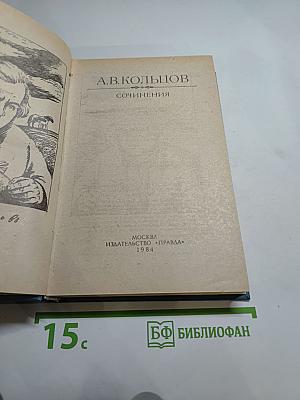 А.В.КОЛЬЦОВ
СОЧИНЕНИЯ
МОСКВА
ИЗДАТЕЛЬСТВО «ПРАВДА»
1984
15с
БФ БИБЛИОФАН